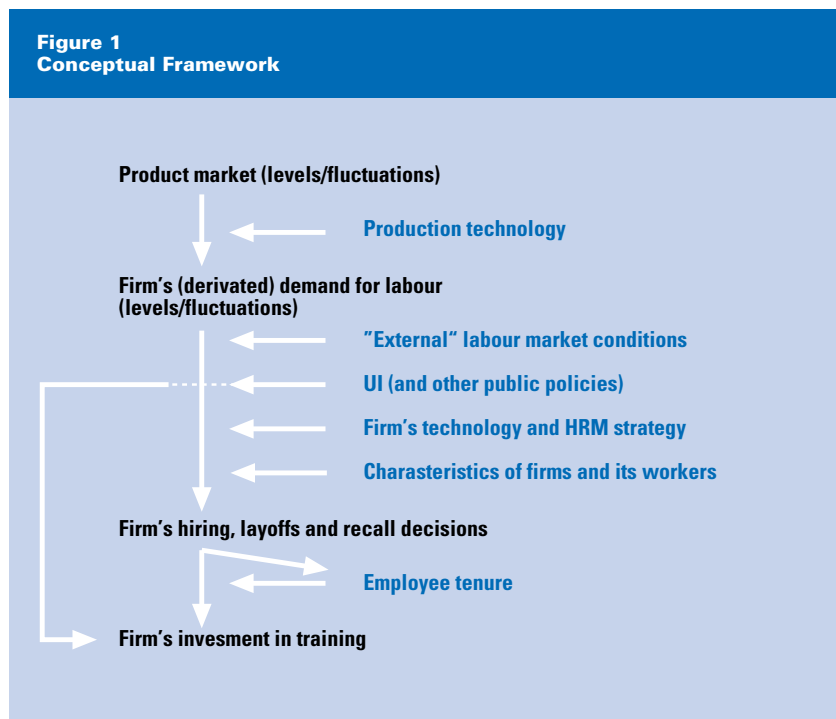 Figure 1
Conceptual Framework
Product market (levels/fluctuations)
Production technology
Firm's (derivated) demand for labour
(levels/fluctuations)
”External“ labour market conditions
UI (and other public policies)
Firm's technology and HRM strategy
Charasteristics of firms and its workers
Firm's hiring, layoffs and recall decisions
Employee tenure
Firm's invesment in training